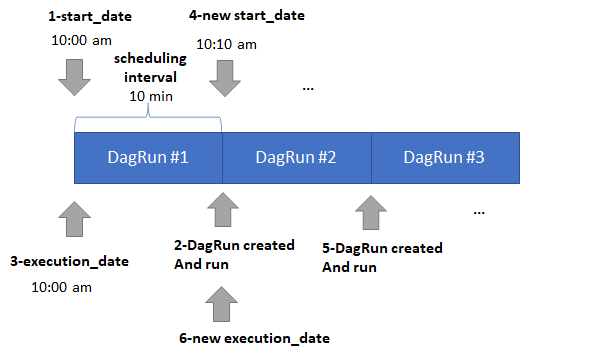 1-start_date
10:00 am
4-new start_date
10:10 am
scheduling
interval
10 min
...
DagRun #1
DagRun #2
DagRun #3
3-execution_date
10:00 am
2-DagRun created
And run
5-DagRun created
And run
...
6-new execution_date